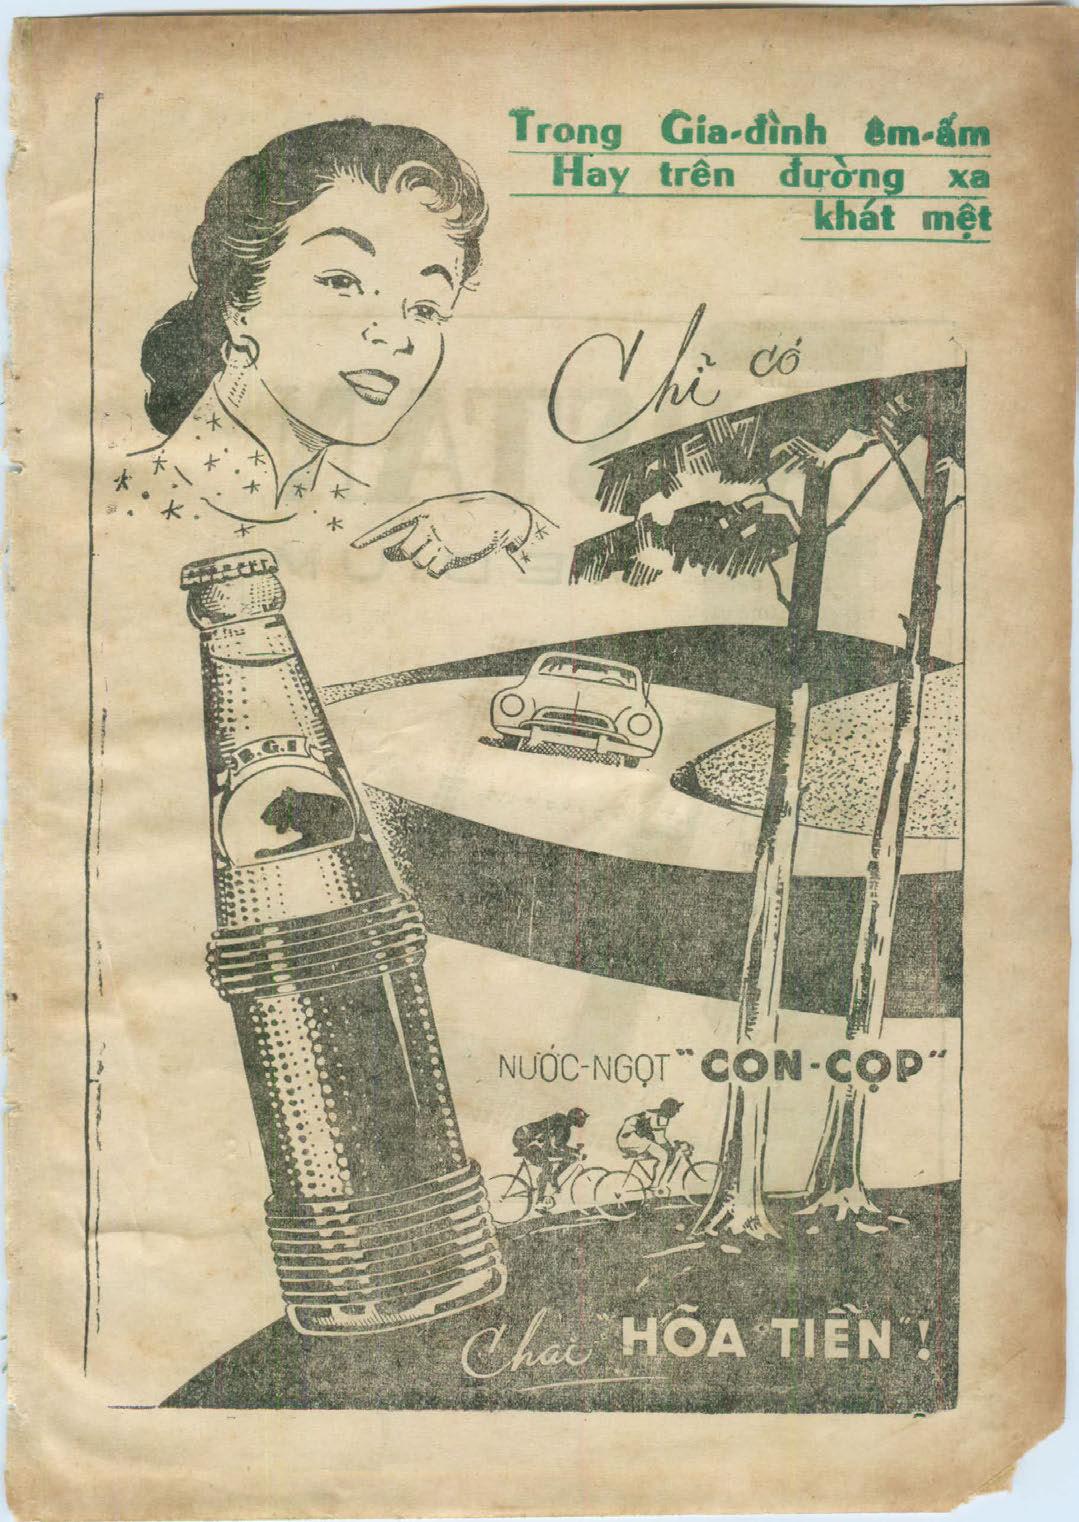 Trong Gia-đình êm-ấm
Hay trên đường xa
khát mệt
Chỉ có
B.G.I
NƯỚC-NGỌT "CON-CỌP"
Chai "HỎA TIỄN"!